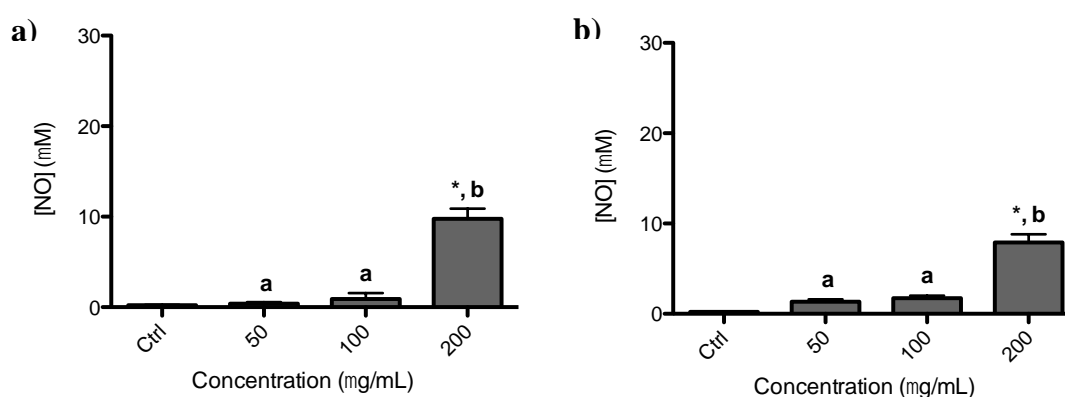 a)
[NO] (mM)
30
20
10
0
a
a
*, b
Ctrl
50
100
200
Concentration (mg/mL)
b)
[NO] (mM)
30
20
10
0
a
a
*, b
Ctrl
50
100
200
Concentration (mg/mL)